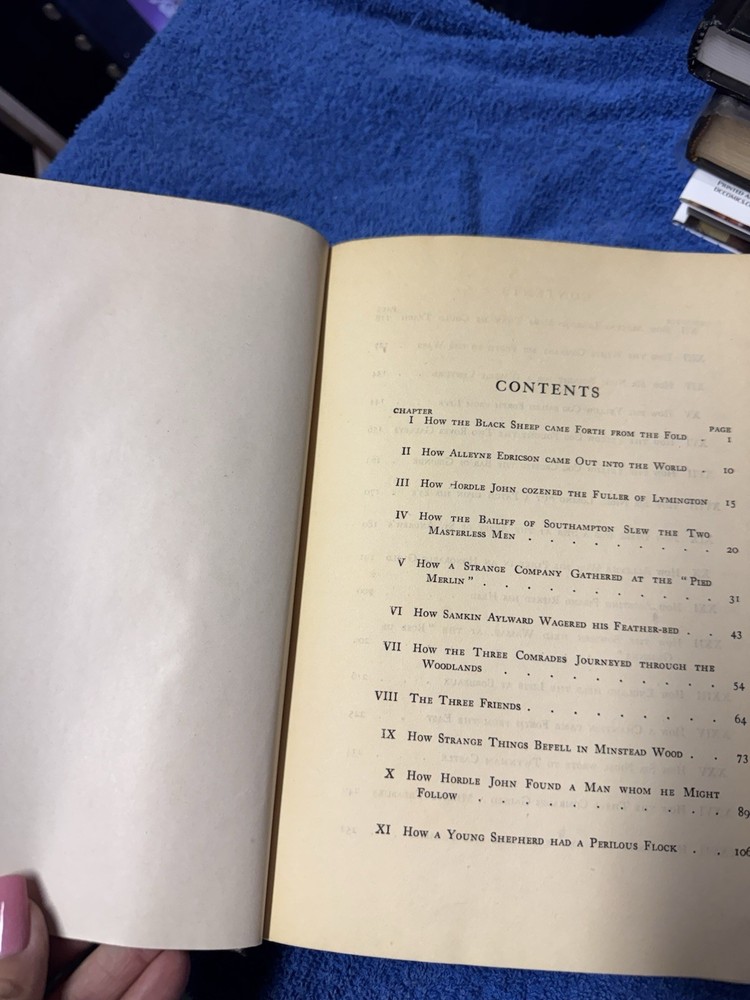 PRINTED
CONTENTS
CHAPTER
PAGE
I How the Black Sheep came Forth from the Fold - 1
II How Alleyne Edricson came Out into the World . 10
III How Hordle John cozened the Fuller of Lymington 15
IV How the Bailiff of Southampton Slew the Two
Masterless Men . . . . . . . . 20
V How a Strange Company Gathered at the "Pied
Merlin" . . . . . . . . . . 31
VI How Samkin Aylward Wagered his Feather-bed . . 43
VII How the Three Comrades Journeyed through the
Woodlands . . . . . . . . . 54
VIII The Three Friends . . . . . . . . 64
IX How Strange Things Befell in Minstead Wood . . 73
X How Hordle John Found a Man whom he Might
Follow . . . . . . . . . . 89
XI How a Young Shepherd had a Perilous Flock . . 106